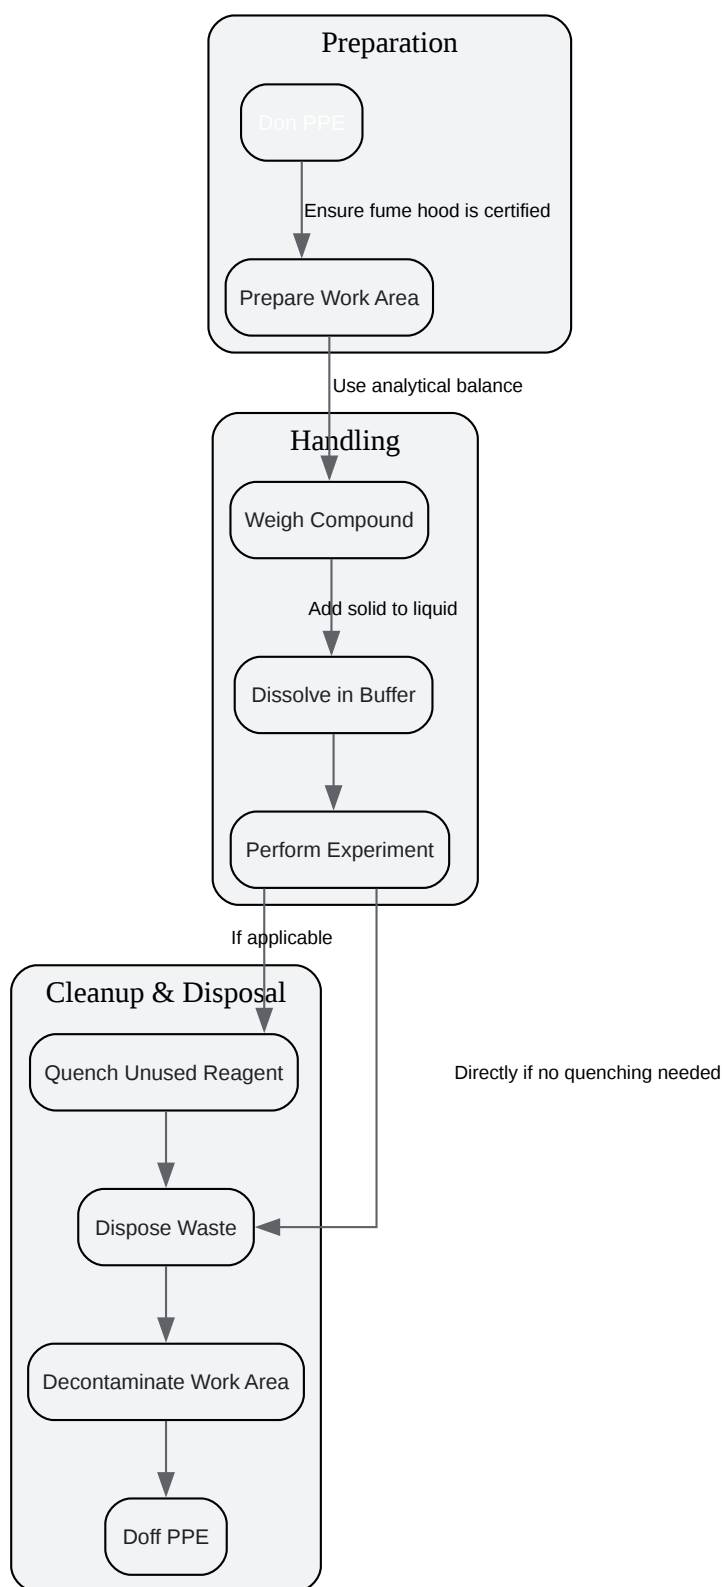 Preparation
Don PPE
Ensure fume hood is certified
Prepare Work Area
Use analytical balance
Handling
Weigh Compound
Add solid to liquid
Dissolve in Buffer
Perform Experiment
If applicable
Cleanup & Disposal
Quench Unused Reagent
Directly if no quenching needed
Dispose Waste
Decontaminate Work Area
Doff PPE